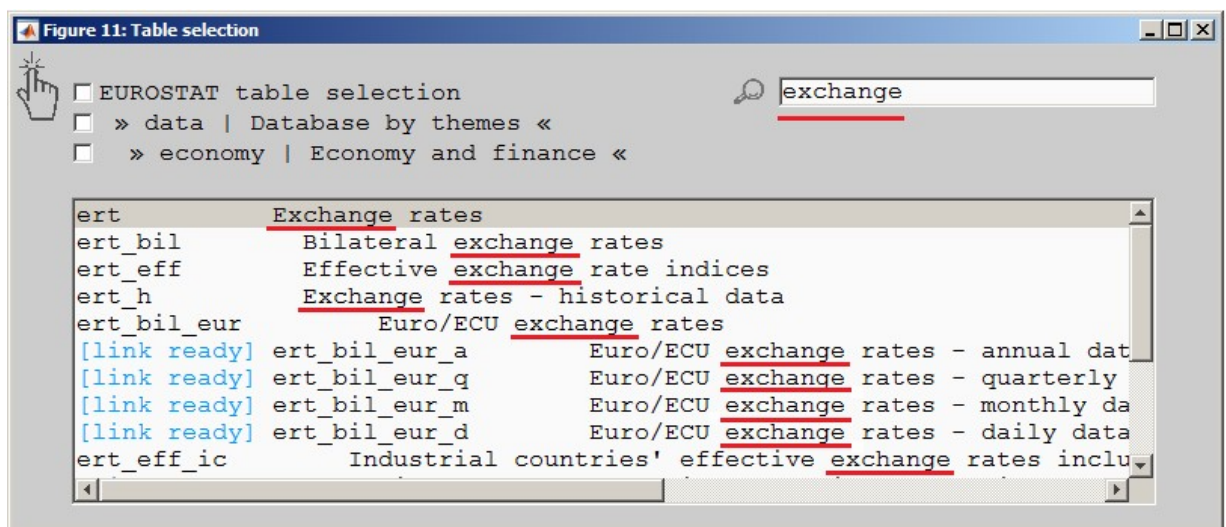 Figure 11: Table selection
EUROSTAT table selection
exchange
» data | Database by themes «
» economy | Economy and finance «
ert Exchange rates
ert_bil Bilateral exchange rates
ert_eff Effective exchange rate indices
ert_h Exchange rates - historical data
ert_bil_eur Euro/ECU exchange rates
[link ready] ert_bil_eur_a Euro/ECU exchange rates - annual dat
[link ready] ert_bil_eur_q Euro/ECU exchange rates - quarterly
[link ready] ert_bil_eur_m Euro/ECU exchange rates - monthly da
[link ready] ert_bil_eur_d Euro/ECU exchange rates - daily data
ert_eff_ic Industrial countries' effective exchange rates inclu